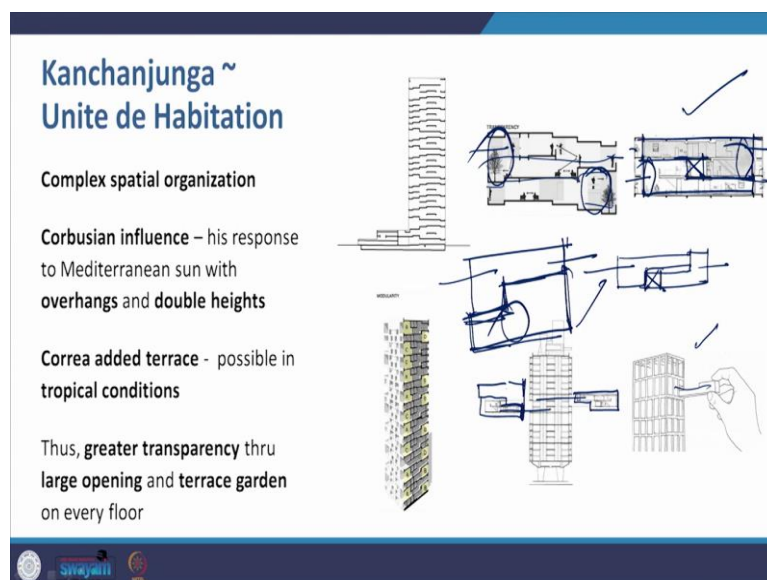 Kanchanjunga ~
Unite de Habitation
Complex spatial organization
Corbusian influence – his response
to Mediterranean sun with
overhangs and double heights
Correa added terrace - possible in
tropical conditions
Thus, greater transparency thru
large opening and terrace garden
on every floor
TRANSPARENCY
MODULARITY
swayam